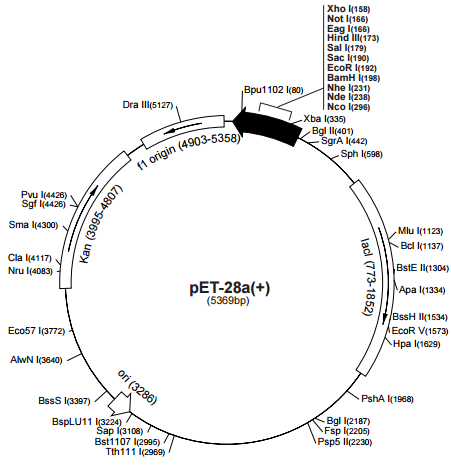 Xho I(158)
Not I(166)
Eag I(166)
Hind III(173)
Sal I(179)
Sac I(190)
EcoR I(192)
BamH I(198)
Nhe I(231)
Nde I(238)
Nco I(296)
Bpu1102 I(80)
Dra III(5127)
Xba I(335)
Bgl II(401)
SgrA I(442)
Sph I(598)
f1 origin (4903-5358)
Pvu I(4426)
Sgf I(4426)
Sma I(4300)
Kan (3995-4807)
Cla I(4117)
Nru I(4083)
Mlu I(1123)
Bcl I(1137)
BstE II(1304)
Apa I(1334)
lacI (773-1852)
BssH II(1534)
EcoR V(1573)
Hpa I(1629)
pET-28a(+)
(5369bp)
Eco57 I(3772)
AlwN I(3640)
ori (3286)
BssS I(3397)
BspLU11 I(3224)
Sap I(3108)
Bst1107 I(2995)
Tth111 I(2969)
PshA I(1968)
Bgl I(2187)
Fsp I(2205)
Psp5 II(2230)